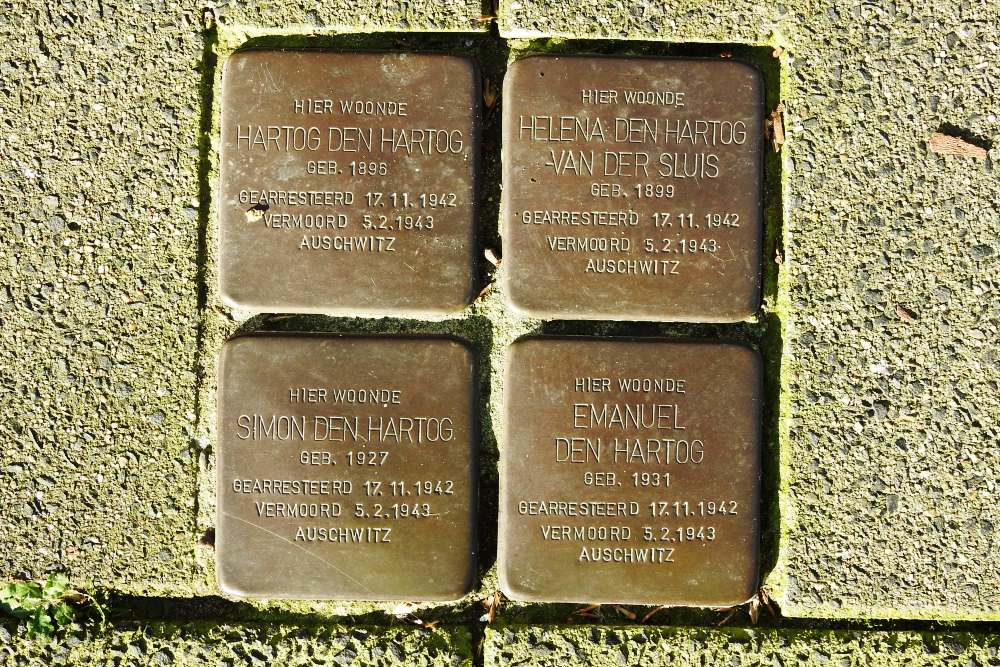 HIER WOONDE
HARTOG DEN HARTOG
GEB. 1896
GEARRESTEERD 17.11.1942
VERMOORD 5.2.1943
AUSCHWITZ
HIER WOONDE
HELENA DEN HARTOG
-VAN DER SLUIS
GEB. 1899
GEARRESTEERD 17.11.1942
VERMOORD 5.2.1943
AUSCHWITZ
HIER WOONDE
SIMON DEN HARTOG
GEB. 1927
GEARRESTEERD 17.11.1942
VERMOORD 5.2.1943
AUSCHWITZ
HIER WOONDE
EMANUEL
DEN HARTOG
GEB. 1931
GEARRESTEERD 17.11.1942
VERMOORD 5.2.1943
AUSCHWITZ